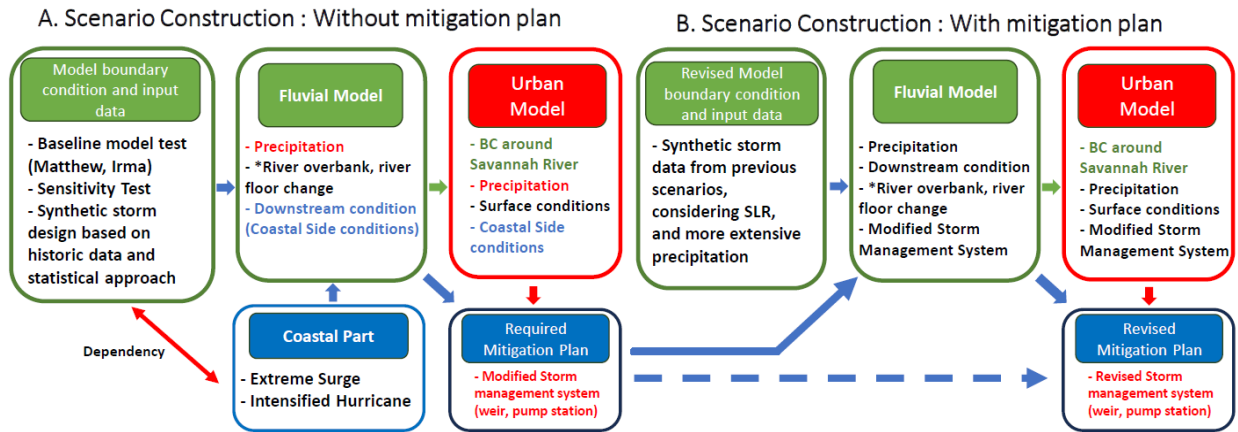 A. Scenario Construction : Without mitigation plan
Model boundary
condition and input
data
- Baseline model test
(Matthew, Irma)
- Sensitivity Test
- Synthetic storm
design based on
historic data and
statistical approach
Fluvial Model
- Precipitation
- *River overbank, river
floor change
- Downstream condition
(Coastal Side conditions)
Urban
Model
- BC around
Savannah River
- Precipitation
- Surface conditions
- Coastal Side
conditions
Dependency
Coastal Part
- Extreme Surge
- Intensified Hurricane
Required
Mitigation Plan
- Modified Storm
management system
(weir, pump station)
B. Scenario Construction : With mitigation plan
Revised Model
boundary condition
and input data
- Synthetic storm
data from previous
scenarios,
considering SLR,
and more extensive
precipitation
Fluvial Model
- Precipitation
- Downstream condition
- *River overbank, river
floor change
- Modified Storm
Management System
Urban
Model
- BC around
Savannah River
- Precipitation
- Surface conditions
- Modified Storm
Management System
Revised
Mitigation Plan
- Revised Storm
management system
(weir, pump station)